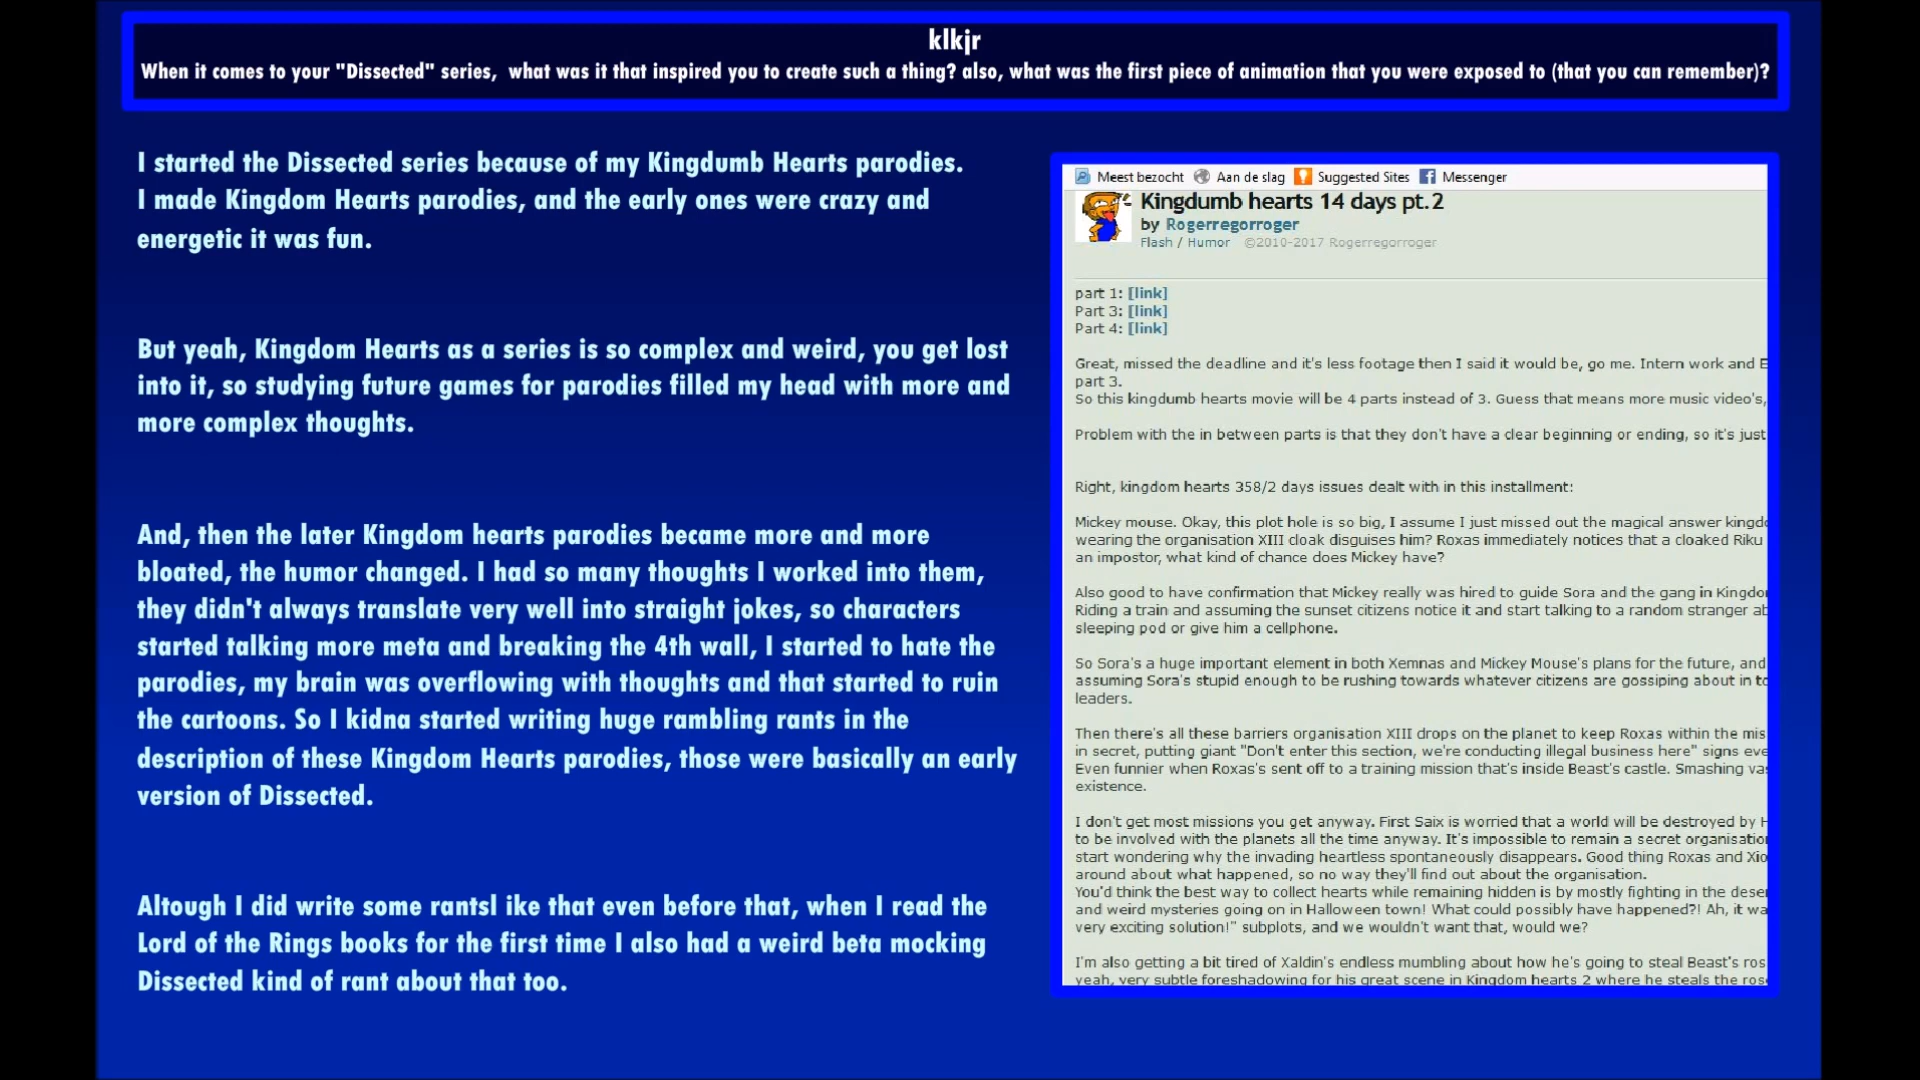 klkjr
When it comes to your "Dissected" series,  what was it that inspired you to create such a thing? also, what was the first piece of animation that you were exposed to (that you can remember)?
I started the Dissected series because of my Kingdumb Hearts parodies.
I made Kingdom Hearts parodies, and the early ones were crazy and
energetic it was fun.
But yeah, Kingdom Hearts as a series is so complex and weird, you get lost
into it, so studying future games for parodies filled my head with more and
more complex thoughts.
And, then the later Kingdom hearts parodies became more and more
bloated, the humor changed. I had so many thoughts I worked into them,
they didn't always translate very well into straight jokes, so characters
started talking more meta and breaking the 4th wall, I started to hate the
parodies, my brain was overflowing with thoughts and that started to ruin
the cartoons. So I kidna started writing huge rambling rants in the
description of these Kingdom Hearts parodies, those were basically an early
version of Dissected.
Altough I did write some rantsl ike that even before that, when I read the
Lord of the Rings books for the first time I also had a weird beta mocking
Dissected kind of rant about that too.
Meest bezocht Aan de slag Suggested Sites Messenger
Kingdumb hearts 14 days pt.2
by Rogerregorroger
Flash / Humor ©2010-2017 Rogerregorroger
part 1: [link]
Part 3: [link]
Part 4: [link]
Great, missed the deadline and it's less footage then I said it would be, go me. Intern work and E
part 3.
So this kingdumb hearts movie will be 4 parts instead of 3. Guess that means more music video's,
Problem with the in between parts is that they don't have a clear beginning or ending, so it's just
Right, kingdom hearts 358/2 days issues dealt with in this installment:
Mickey mouse. Okay, this plot hole is so big, I assume I just missed out the magical answer kingdo
wearing the organisation XIII cloak disguises him? Roxas immediately notices that a cloaked Riku
an impostor, what kind of chance does Mickey have?
Also good to have confirmation that Mickey really was hired to guide Sora and the gang in Kingdo
Riding a train and assuming the sunset citizens notice it and start talking to a random stranger ab
sleeping pod or give him a cellphone.
So Sora's a huge important element in both Xemnas and Mickey Mouse's plans for the future, and
assuming Sora's stupid enough to be rushing towards whatever citizens are gossiping about in to
leaders.
Then there's all these barriers organisation XIII drops on the planet to keep Roxas within the mis
in secret, putting giant "Don't enter this section, we're conducting illegal business here" signs eve
Even funnier when Roxas's sent off to a training mission that's inside Beast's castle. Smashing vas
existence.
I don't get most missions you get anyway. First Saix is worried that a world will be destroyed by H
to be involved with the planets all the time anyway. It's impossible to remain a secret organisation
start wondering why the invading heartless spontaneously disappears. Good thing Roxas and Xio
around about what happened, so no way they'll find out about the organisation.
You'd think the best way to collect hearts while remaining hidden is by mostly fighting in the deser
and weird mysteries going on in Halloween town! What could possibly have happened?! Ah, it wa
very exciting solution!" subplots, and we wouldn't want that, would we?
I'm also getting a bit tired of Xaldin's endless mumbling about how he's going to steal Beast's ros
yeah, very subtle foreshadowing for his great scene in Kingdom hearts 2 where he steals the rose